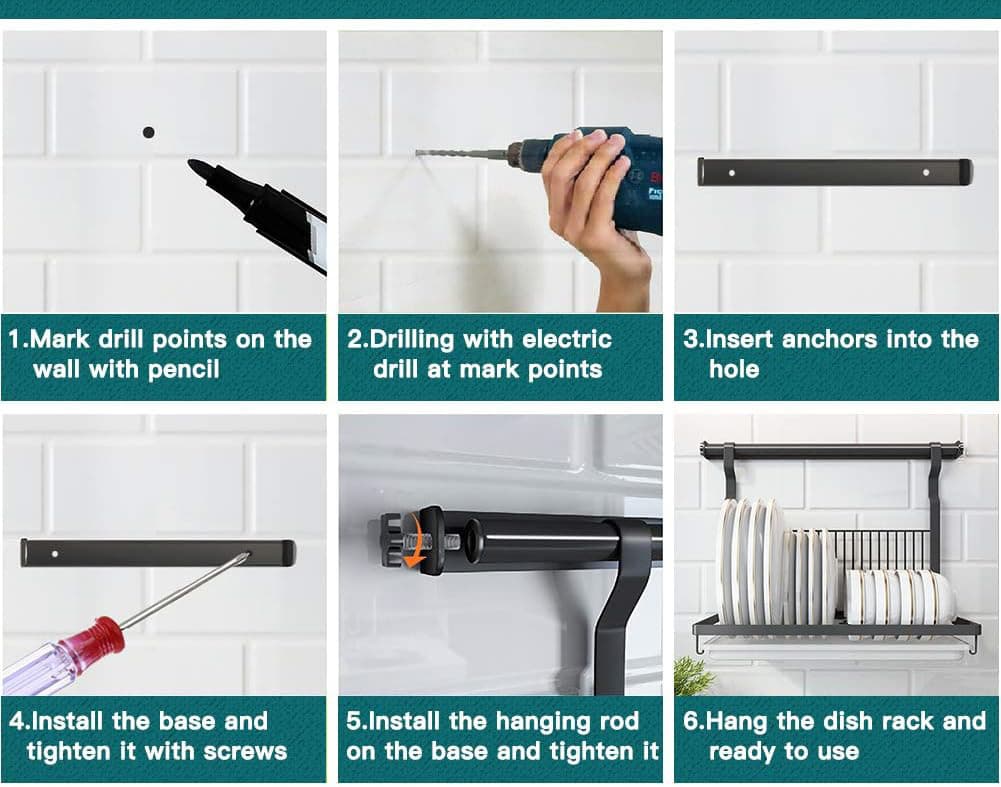 1.Mark drill points on the
wall with pencil
2.Drilling with electric
drill at mark points
3.Insert anchors into the
hole
4.Install the base and
tighten it with screws
5.Install the hanging rod
on the base and tighten it
6.Hang the dish rack and
ready to use